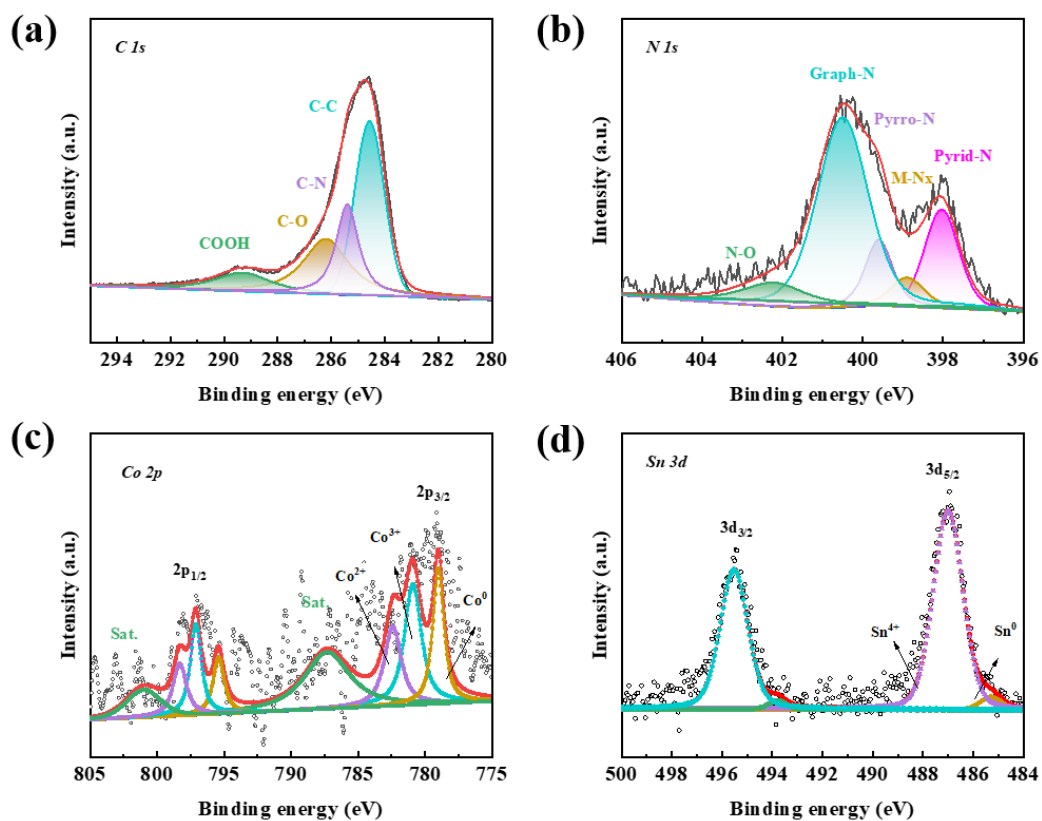 (a)
C 1s
C-C
C-N
C-O
COOH
Intensity (a.u.)
294 292 290 288 286 284 282 280
Binding energy (eV)
(b)
N 1s
Graph-N
Pyrro-N
Pyrid-N
M-Nx
N-O
Intensity (a.u.)
406 404 402 400 398 396
Binding energy (eV)
(c)
Co 2p
2p3/2
Co3+
Co2+
2p1/2
Sat.
Co0
Sat.
Intensity (a.u.)
805 800 795 790 785 780 775
Binding energy (eV)
(d)
Sn 3d
3d5/2
3d3/2
Sn4+
Sn0
Intensity (a.u.)
500 498 496 494 492 490 488 486 484
Binding energy (eV)